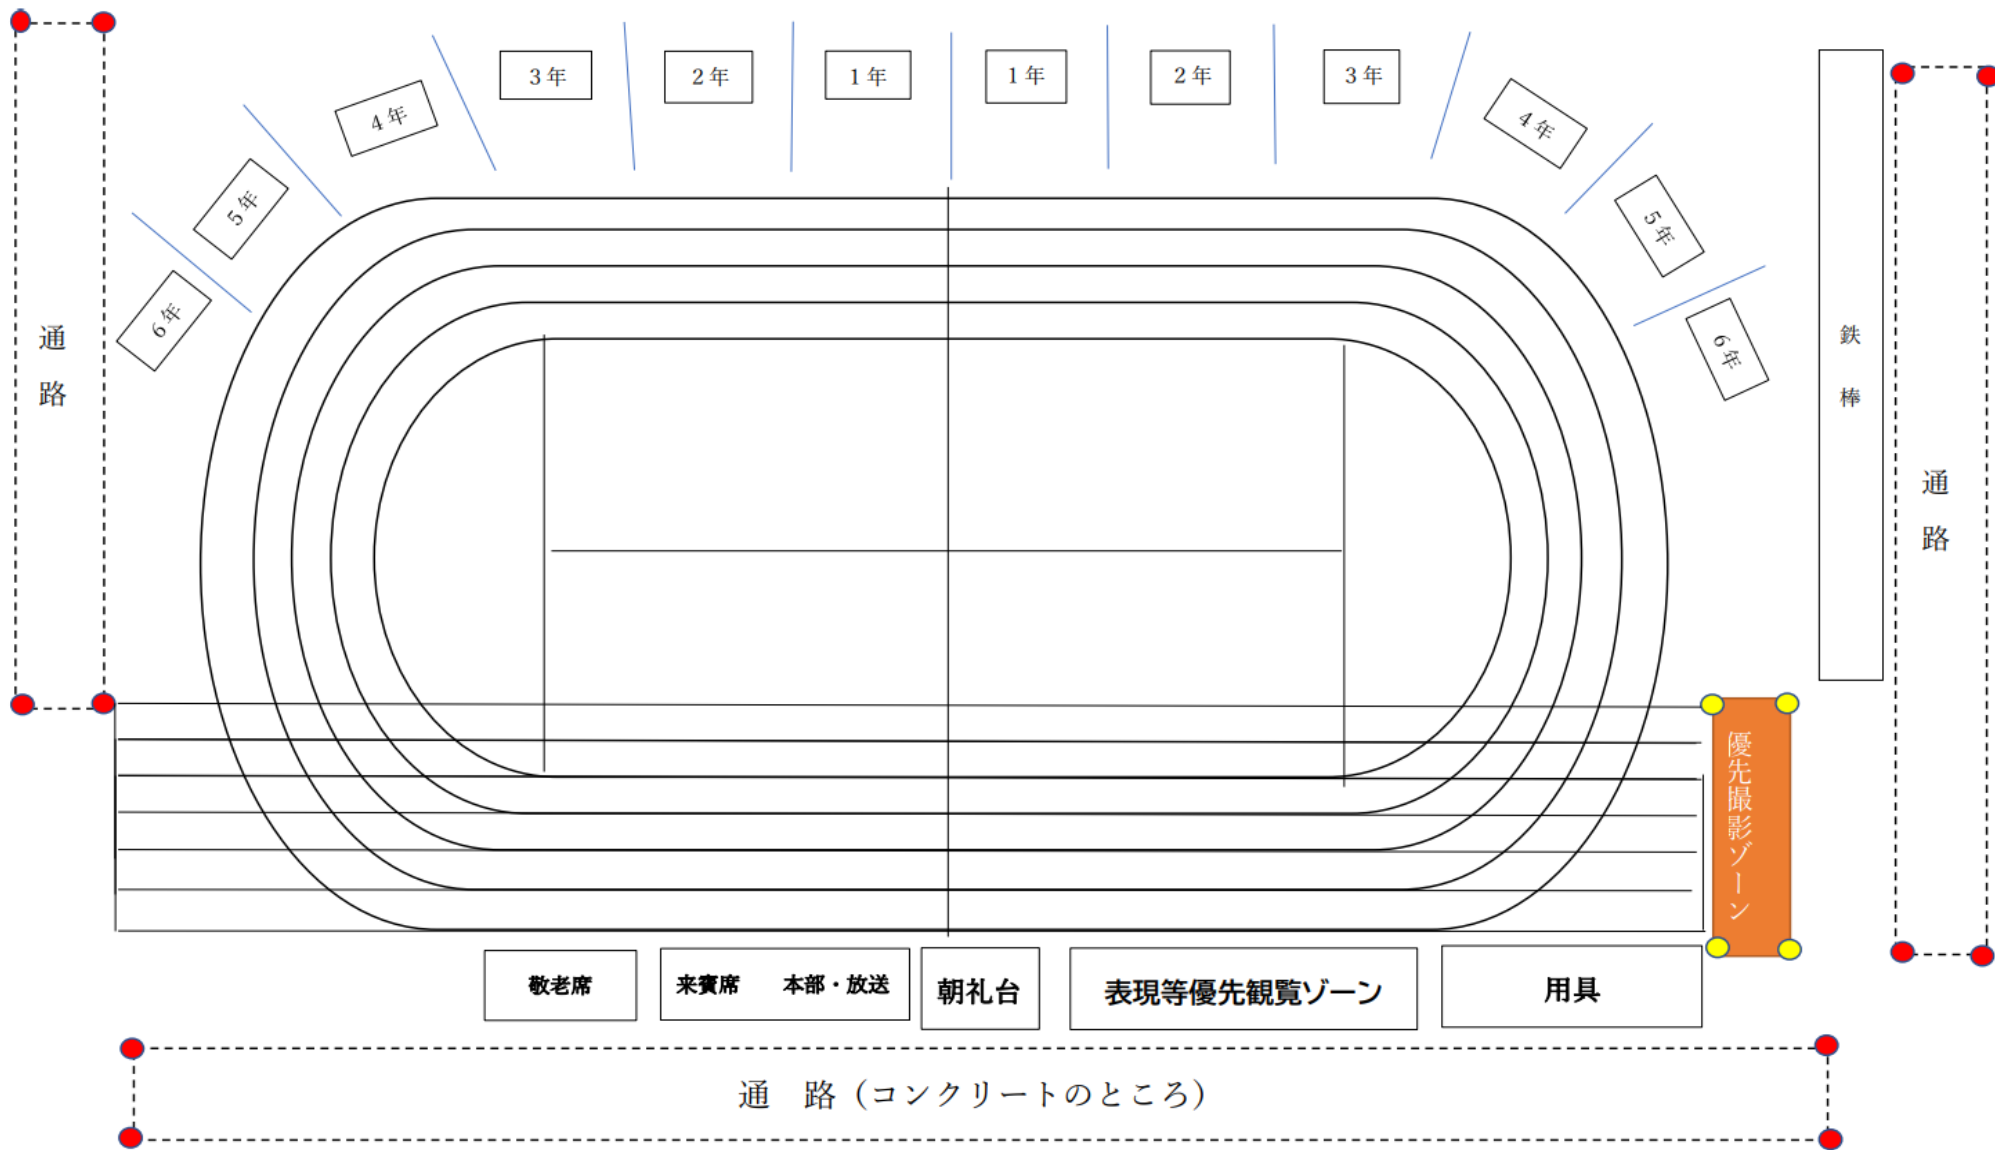 3年
2年
1年
1年
2年
3年
4年
4年
5年
5年
6年
6年
通路
鉄棒
通路
優先撮影ゾーン
敬老席
来賓席 本部・放送
朝礼台
表現等優先観覧ゾーン
用具
通 路(コンクリートのところ)